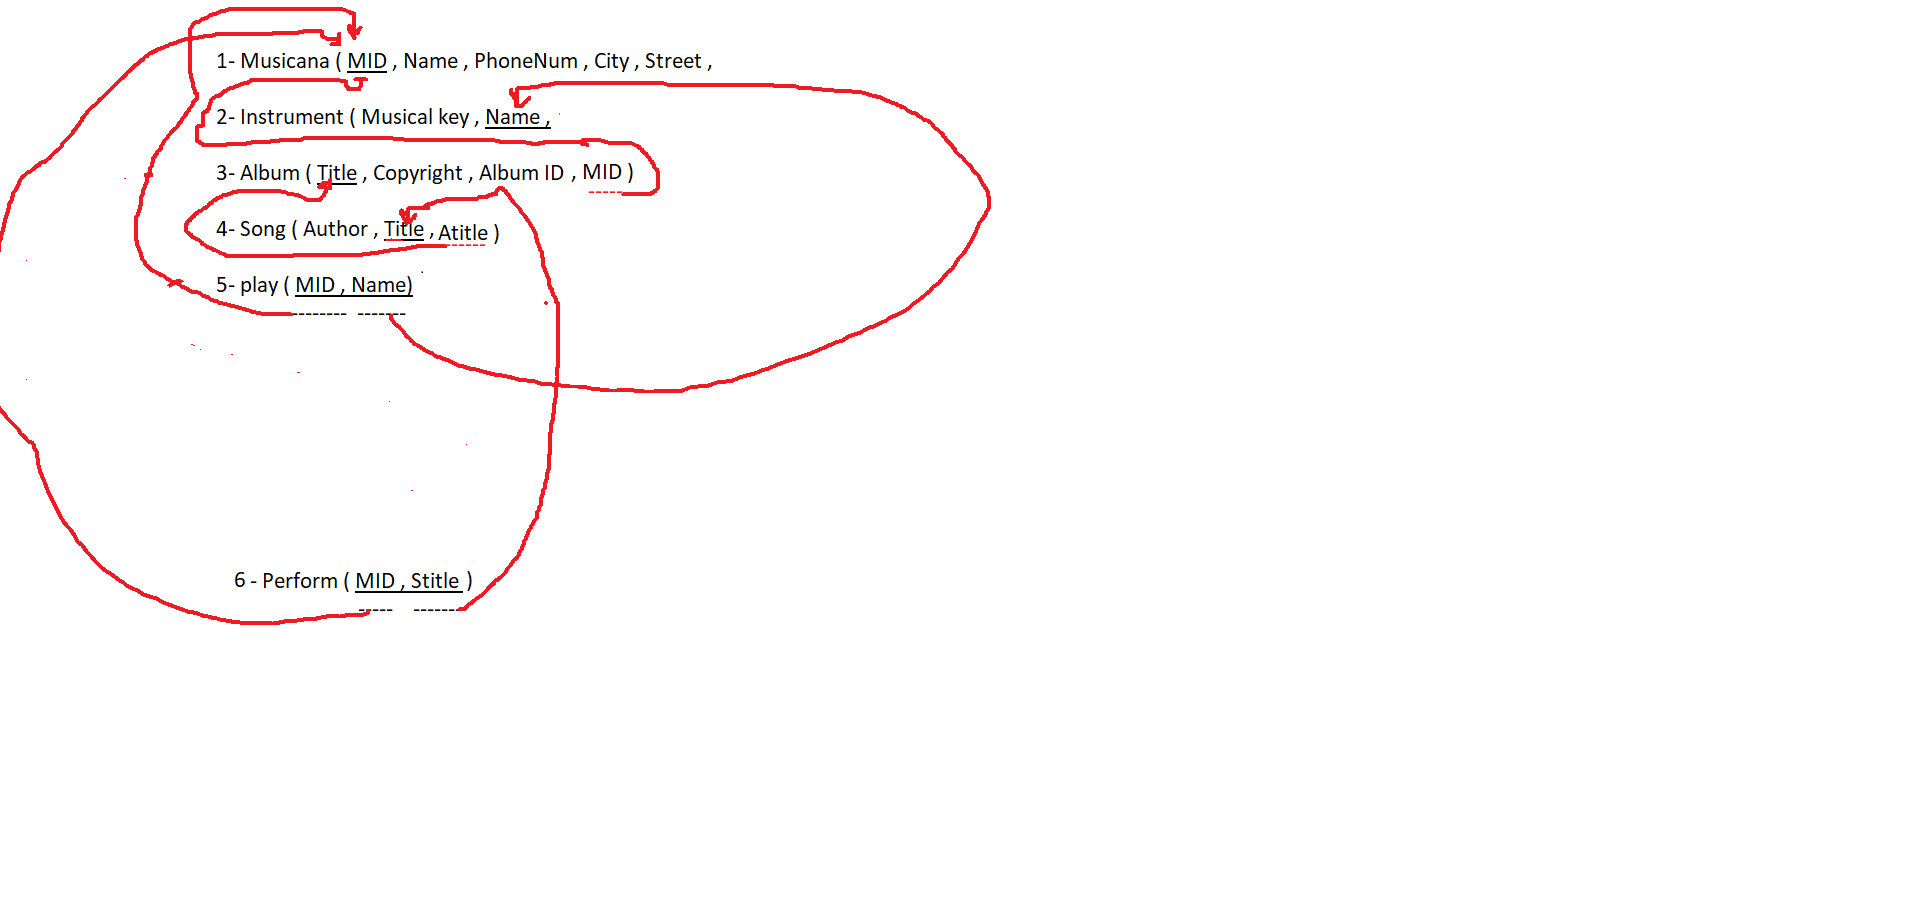 1- Musicana ( MID , Name , PhoneNum , City , Street ,
2- Instrument ( Musical key , Name ,
3- Album ( Title , Copyright , Album ID , MID )
4- Song ( Author , Title , Atitle )
5- play ( MID , Name)
6 - Perform ( MID , Stitle )